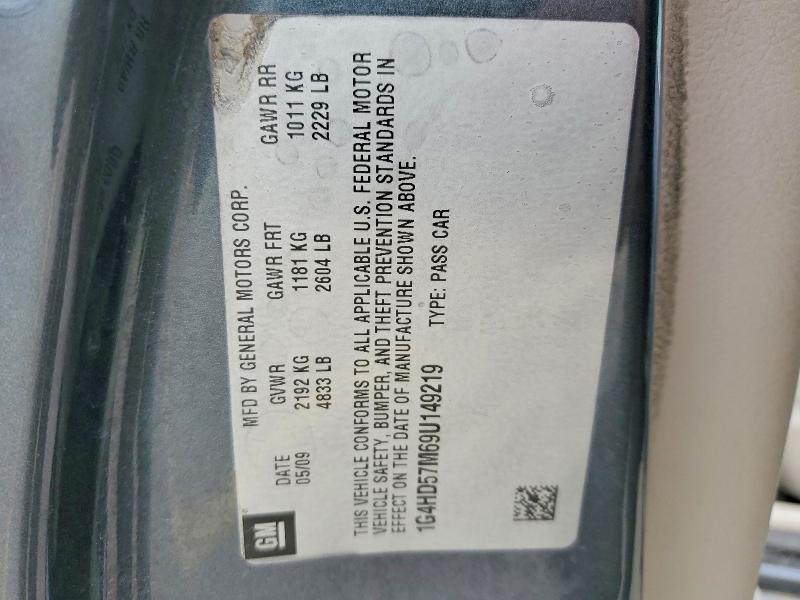 GM
MFD BY GENERAL MOTORS CORP.
DATE GVWR GAWR FRT GAWR RR
05/09 2192 KG 1181 KG 1011 KG
4833 LB 2604 LB 2229 LB
THIS VEHICLE CONFORMS TO ALL APPLICABLE U.S. FEDERAL MOTOR
VEHICLE SAFETY, BUMPER, AND THEFT PREVENTION STANDARDS IN
EFFECT ON THE DATE OF MANUFACTURE SHOWN ABOVE.
1G4HD57M69U149219 TYPE: PASS CAR